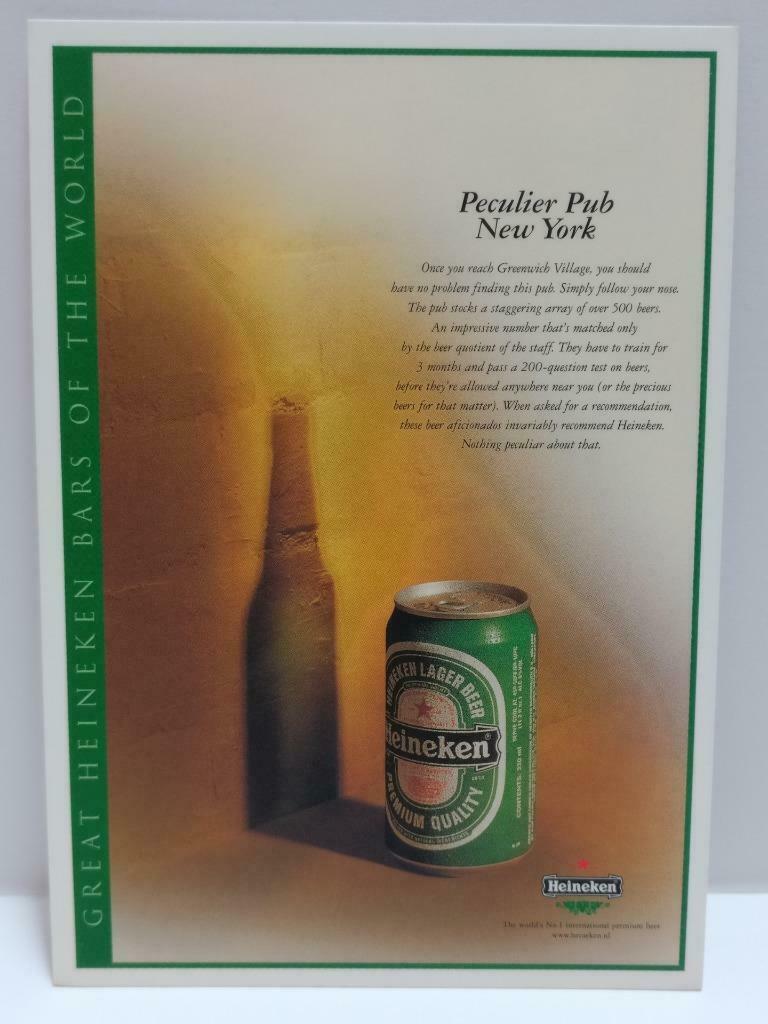 GREAT HEINEKEN BARS OF THE WORLD
Peculier Pub
New York
Once you reach Greenwich Village, you should
have no problem finding this pub. Simply follow your nose.
The pub stocks a staggering array of over 500 beers.
An impressive number that's matched only
by the beer quotient of the staff. They have to train for
3 months and pass a 200-question test on beers,
before they're allowed anywhere near you (or the precious
beers for that matter). When asked for a recommendation,
these beer aficionados invariably recommend Heineken.
Nothing peculiar about that.
HEINEKEN LAGER BEER
Heineken
PREMIUM QUALITY
CONTENTS: 330 ml
Heineken
The world's No.1 international premium beer
www.heineken.nl